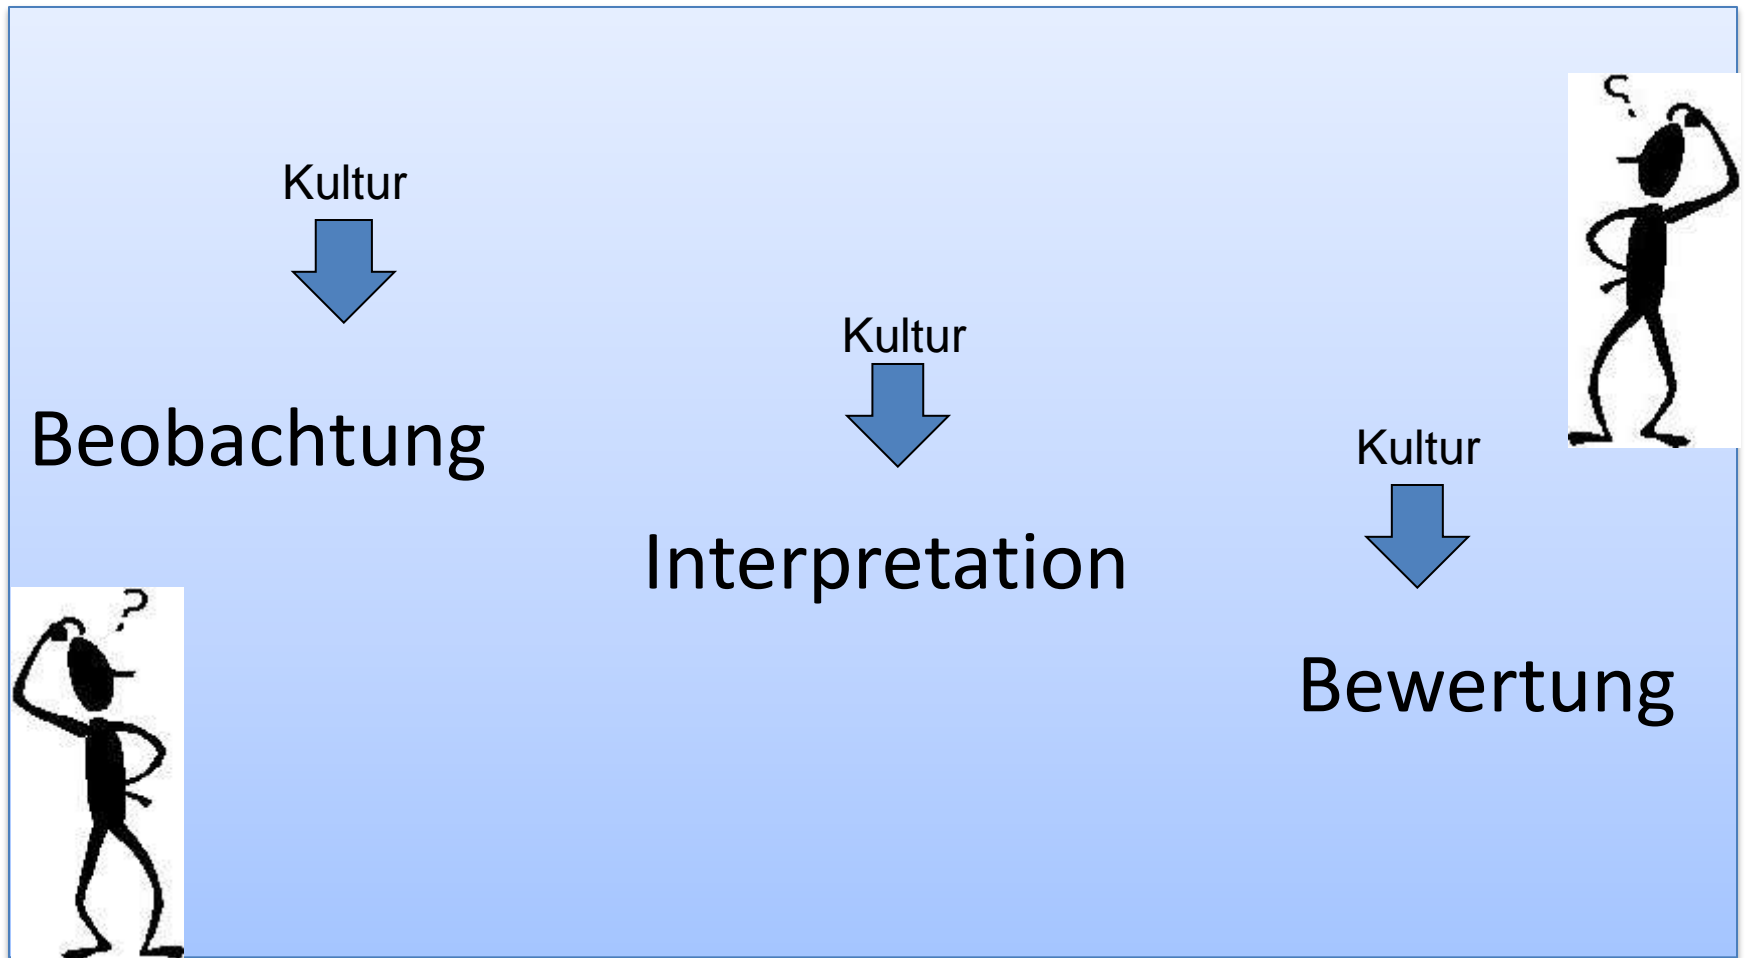 Kultur
Beobachtung
Kultur
Interpretation
Kultur
Bewertung
?
?